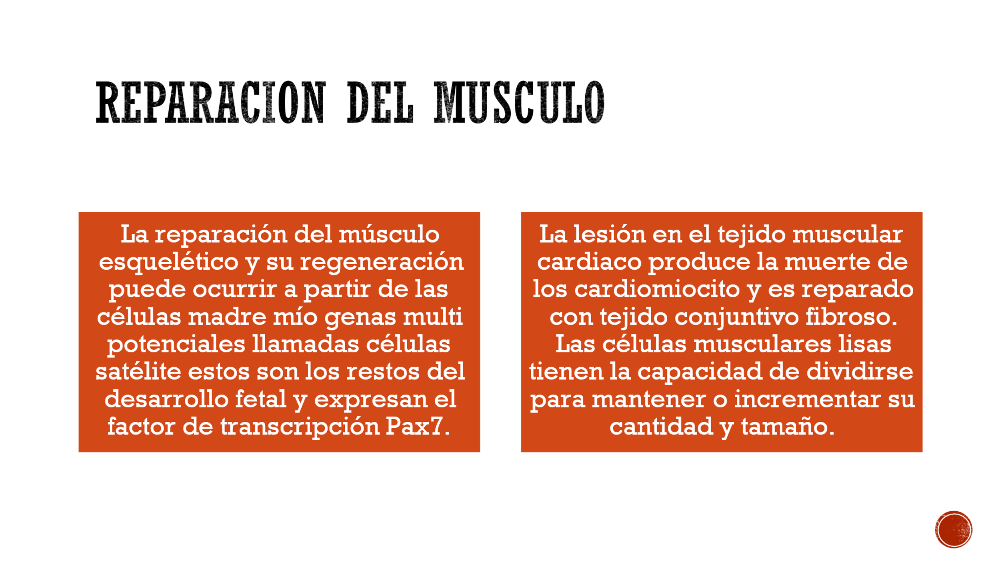 REPARACION DEL MUSCULO
La reparación del músculo
esquelético y su regeneración
puede ocurrir a partir de las
células madre mío genas multi
potenciales llamadas células
satélite estos son los restos del
desarrollo fetal y expresan el
factor de transcripción Pax7.
La lesión en el tejido muscular
cardiaco produce la muerte de
los cardiomiocito y es reparado
con tejido conjuntivo fibroso.
Las células musculares lisas
tienen la capacidad de dividirse
para mantener o incrementar su
cantidad y tamaño.